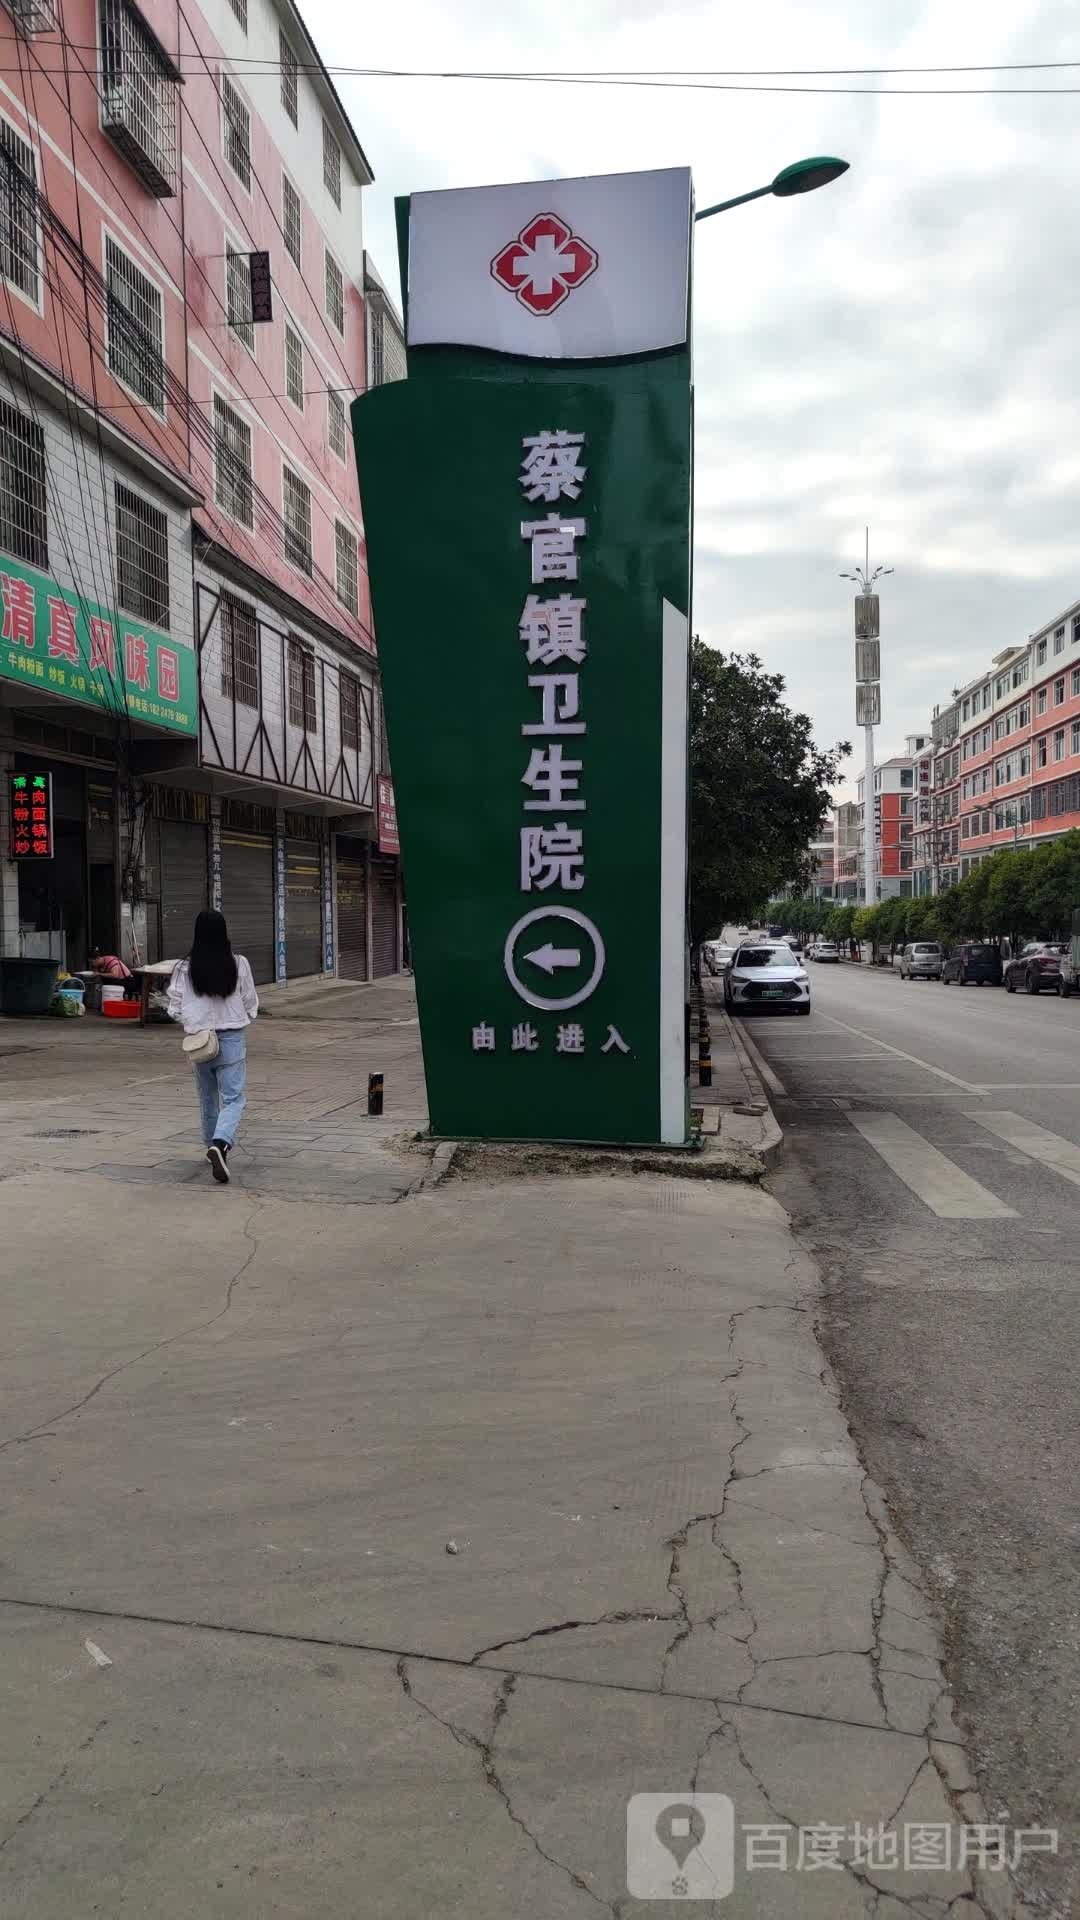 蔡官镇卫生院
由此进入
清真风味园
牛肉粉面 炒饭 火锅 干锅
清真
牛肉
粉面
火锅
炒饭
百度地图用户